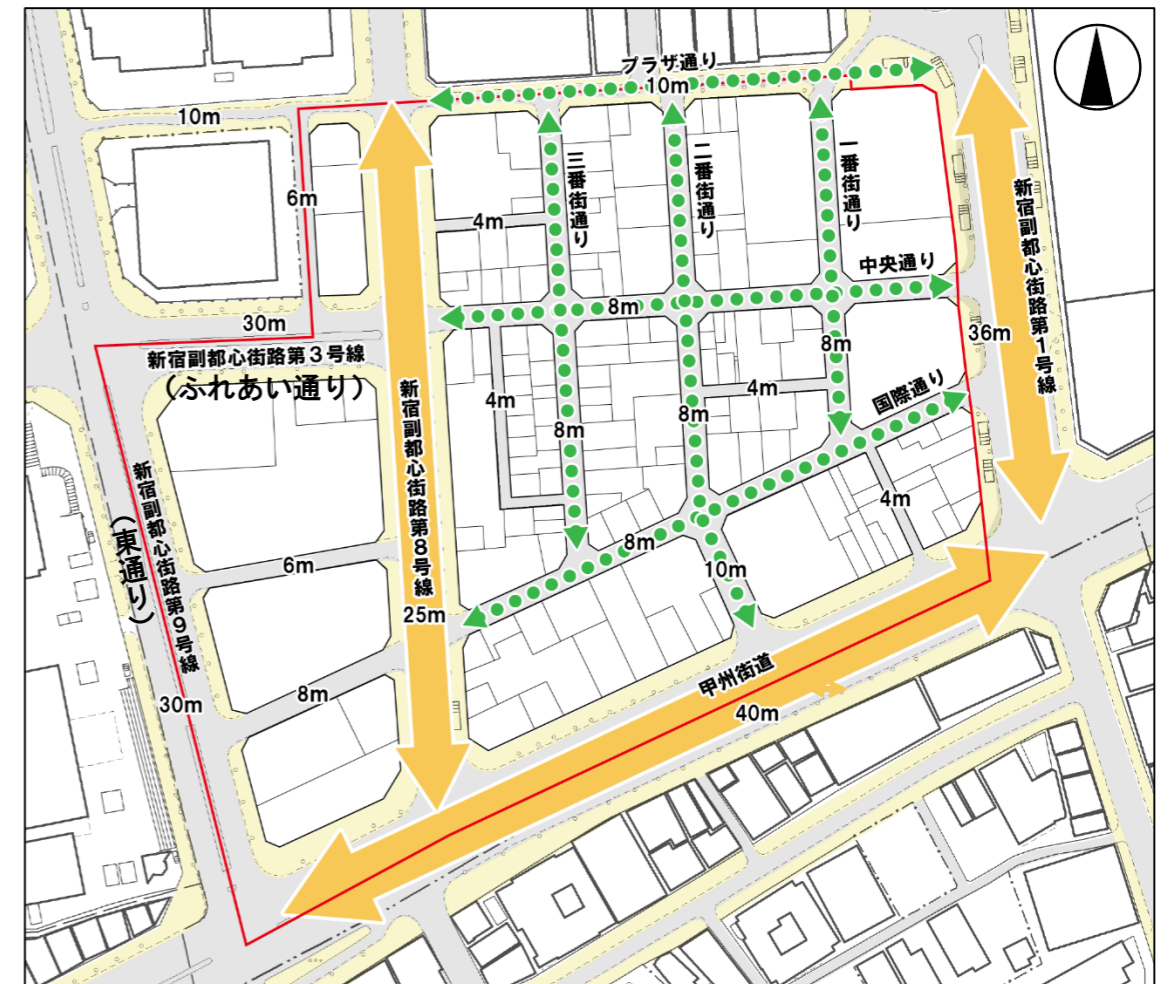 プラザ通り
10m
10m
6m
三番街通り
二番街通り
一番街通り
4m
中央通り
8m
30m
新宿副都心街路第3号線
(ふれあい通り)
新宿副都心街路第1号線
36m
8m
4m
国際通り
4m
8m
8m
新宿副都心街路第8号線
新宿副都心街路第9号線
(東通り)
4m
8m
6m
10m
25m
甲州街道
8m
30m
40m